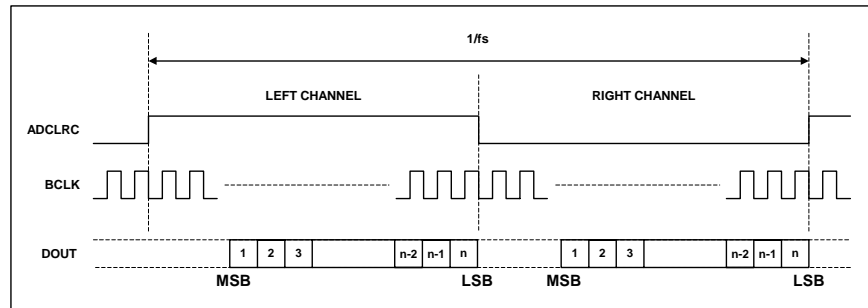 1/fs
LEFT CHANNEL RIGHT CHANNEL
ADCLRC
BCLK
DOUT 1 2 3 n-2 n-1 n 1 2 3 n-2 n-1 n
MSB LSB MSB LSB